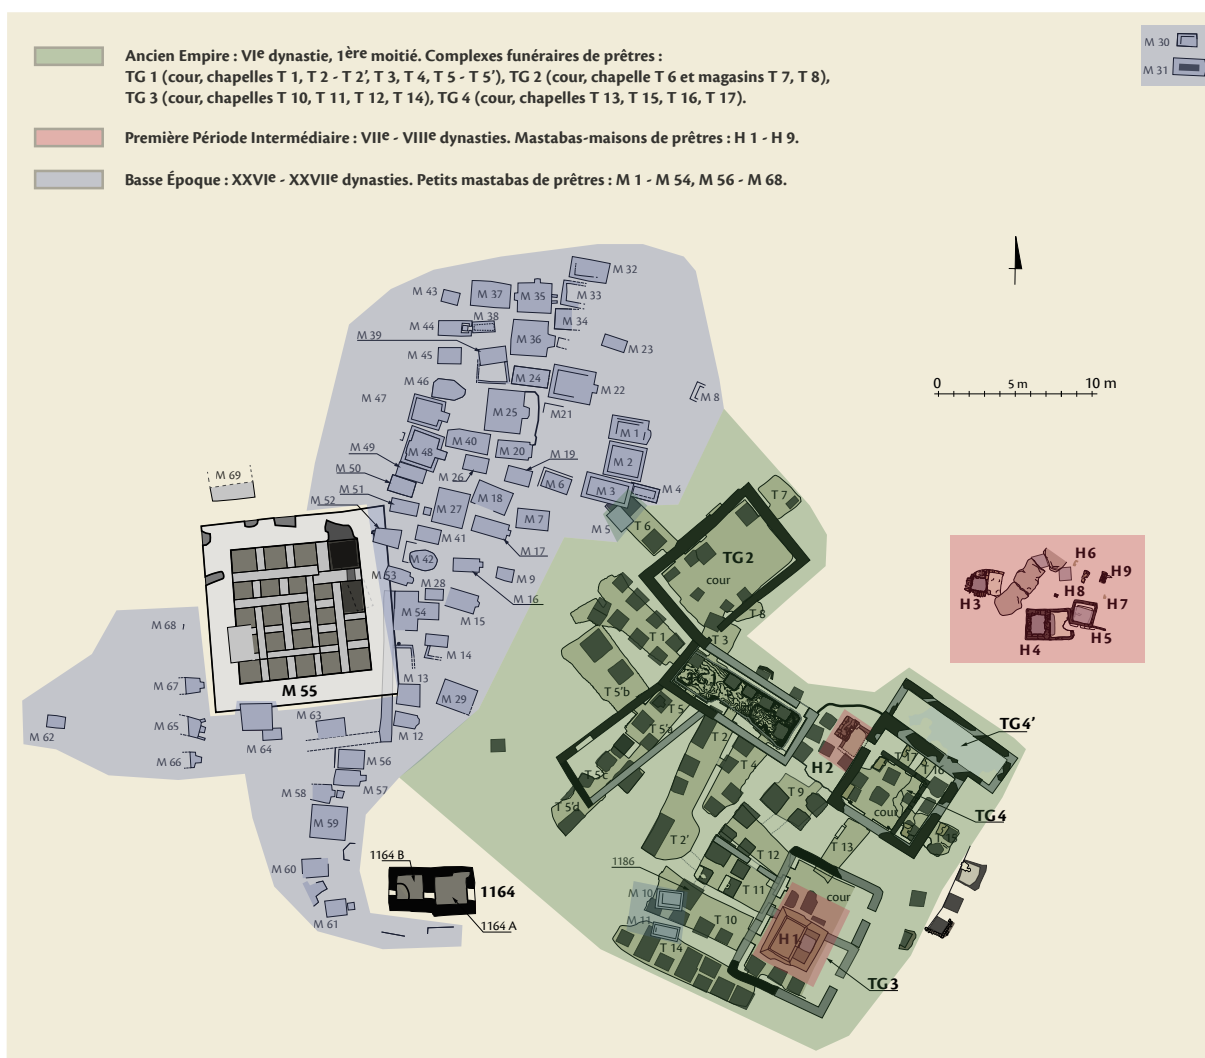 Ancien Empire : VIe dynastie, 1ère moitié. Complexes funéraires de prêtres :
TG 1 (cour, chapelles T 1, T 2 - T 2', T 3, T 4, T 5 - T 5'), TG 2 (cour, chapelle T 6 et magasins T 7, T 8),
TG 3 (cour, chapelles T 10, T 11, T 12, T 14), TG 4 (cour, chapelles T 13, T 15, T 16, T 17).
Première Période Intermédiaire : VIIe - VIIIe dynasties. Mastabas-maisons de prêtres : H 1 - H 9.
Basse Époque : XXVIe - XXVIIe dynasties. Petits mastabas de prêtres : M 1 - M 54, M 56 - M 68.
M 30
M 31
M 32
M 43
M 37
M 35
M 33
M 38
M 34
M 44
M 39
M 36
M 23
M 45
M 24
M 22
M 46
M 8
M 47
M 25
M21
M 1
M 40
M 49
M 48
M 20
M 19
M 2
M 50
M 26
M 69
M 51
M 6
M 3
M 4
M 52
M 18
M 27
M 7
M 5
T 6
T 7
M 41
M 17
M 42
TG 2
cour
M 53
M 9
M 28
M 16
M 54
M 15
T 8
M 68
T 1
T 3
M 14
M 67
M 55
M 13
M 29
T 5'b
T 5
M 62
M 65
M 64
M 63
M 12
T 5'a
T 2
M 66
M 56
T 5'c
T 4
M 57
M 58
T 9
T 5'd
M 59
T 2'
T 12
T 13
M 60
1164 B
1164
1164 A
M 61
1186
M 10
M 11
T 11
T 10
T 14
cour
H 1
TG 3
H 2
T 17
T 16
cour
T 15
TG 4
TG 4'
0
5 m
10 m
H 6
H 9
H 3
H 8
H 7
H 5
H 4